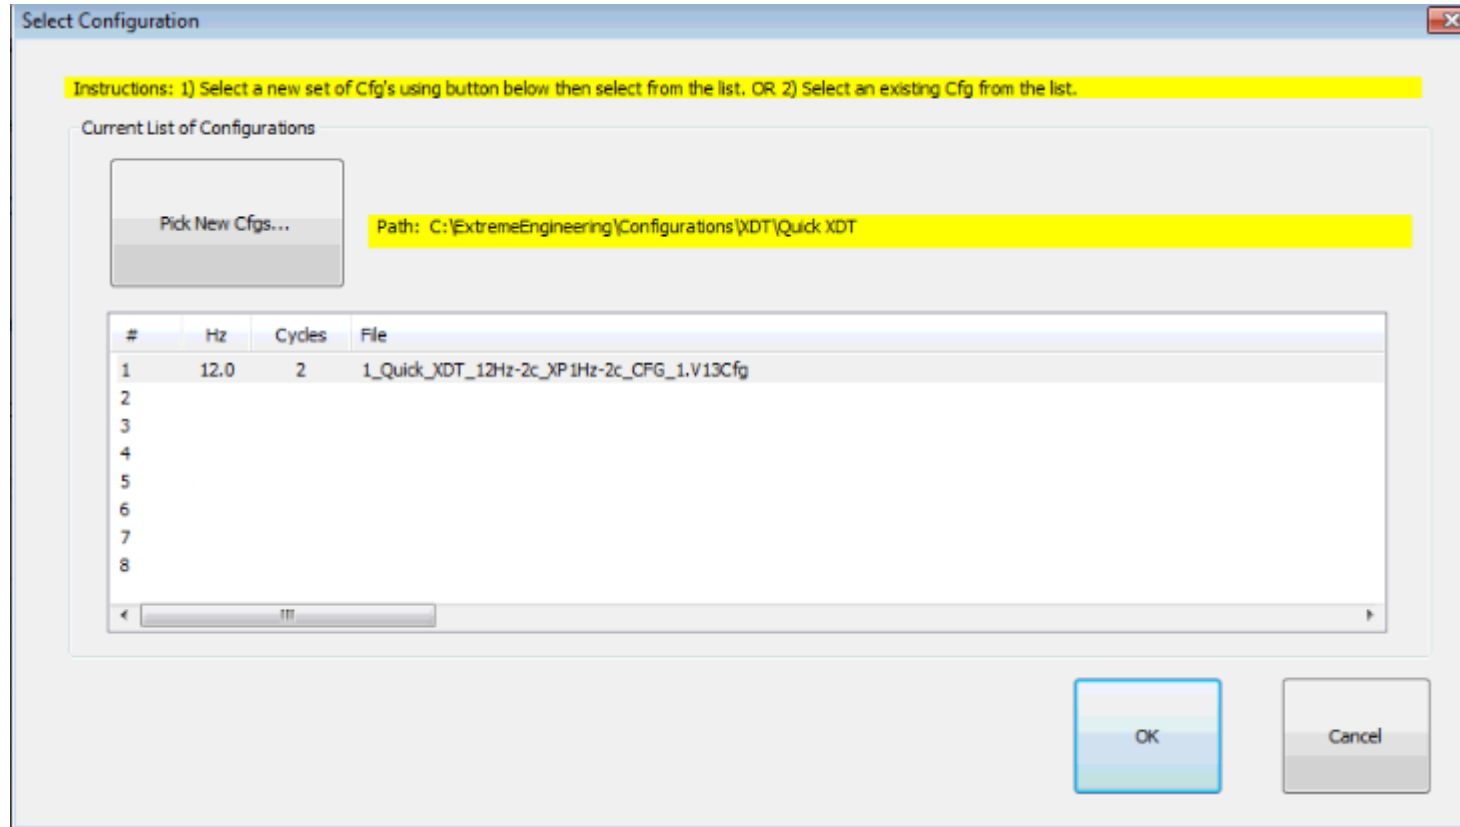 Select Configuration
Instructions: 1) Select a new set of Cfg's using button below then select from the list. OR 2) Select an existing Cfg from the list.
Current List of Configurations
Pick New Cfgs...
Path: C:\ExtremeEngineering\Configurations\XDT\Quick XDT
# Hz Cycles File
1 12.0 2 1_Quick_XDT_12Hz-2c_XP1Hz-2c_CFG_1.V13Cfg
2
3
4
5
6
7
8
OK Cancel